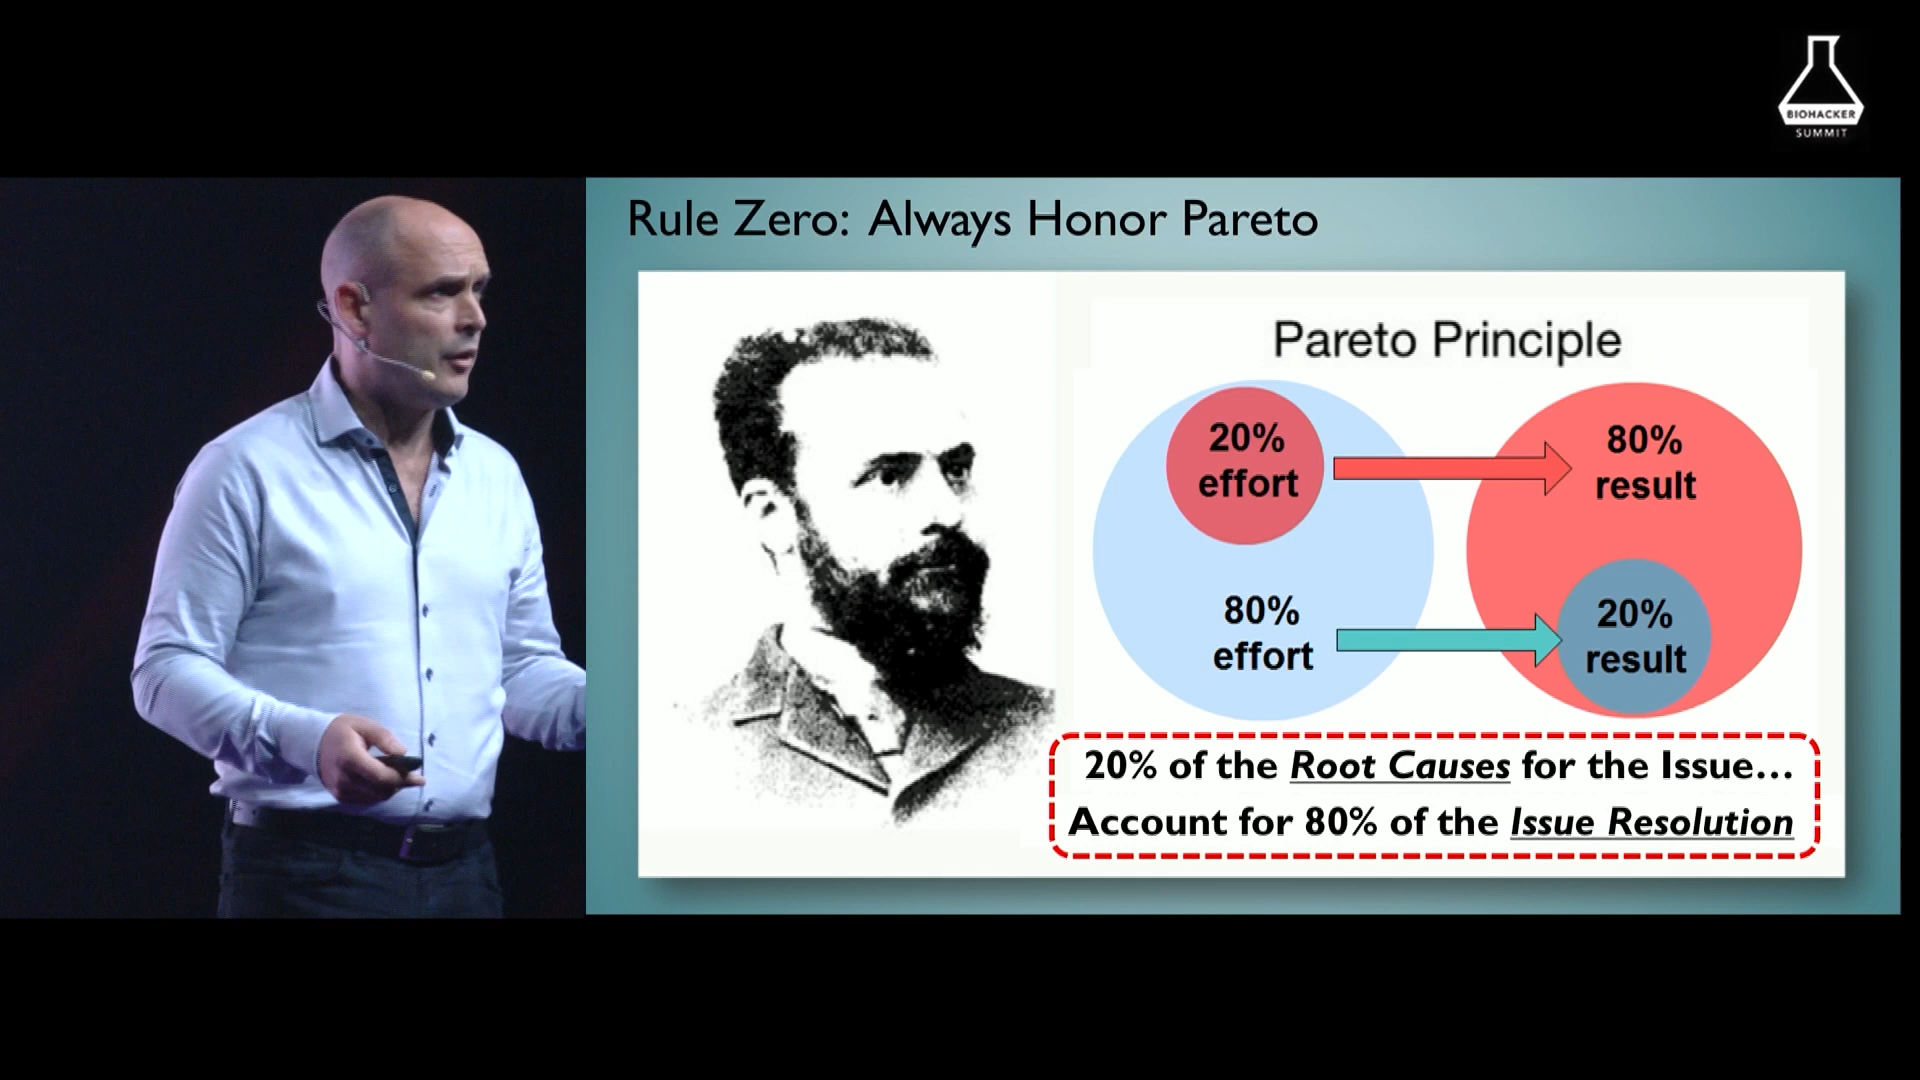 BIOHACKER
SUMMIT
Rule Zero: Always Honor Pareto
Pareto Principle
20%
effort
80%
result
80%
effort
20%
result
20% of the Root Causes for the Issue...
Account for 80% of the Issue Resolution